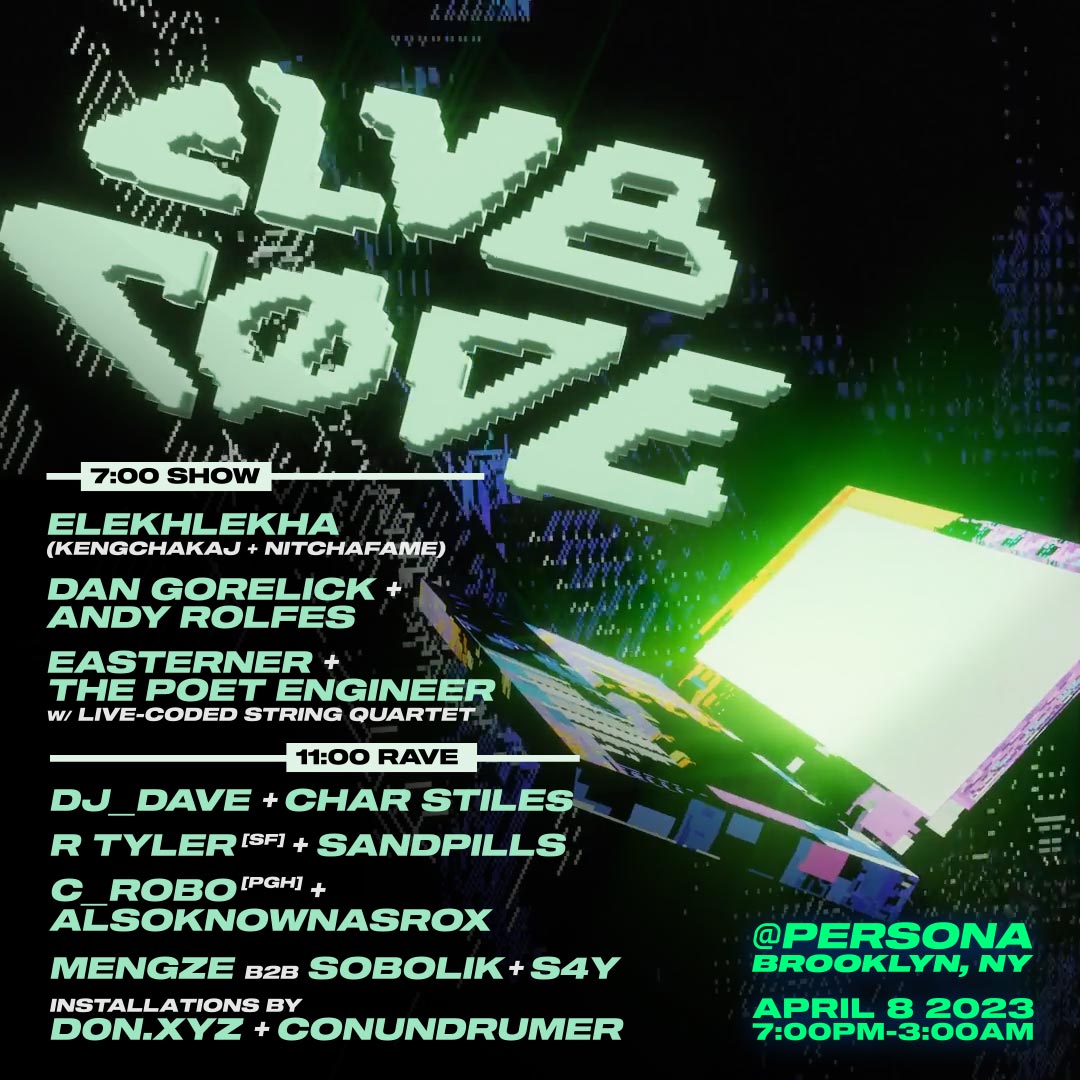 CLVB
CODE
7:00 SHOW
ELEKHLEKHA
(KENGCHAKAJ + NITCHAFAME)
DAN GORELICK +
ANDY ROLFES
EASTERNER +
THE POET ENGINEER
W/ LIVE-CODED STRING QUARTET
11:00 RAVE
DJ_DAVE + CHAR STILES
R TYLER [SF] + SANDPILLS
C_ROBO [PGH] +
ALSOKNOWNASROX
MENGZE B2B SOBOLIK + S4Y
INSTALLATIONS BY
DON.XYZ + CONUNDRUMER
@PERSONA
BROOKLYN, NY
APRIL 8 2023
7:00PM-3:00AM